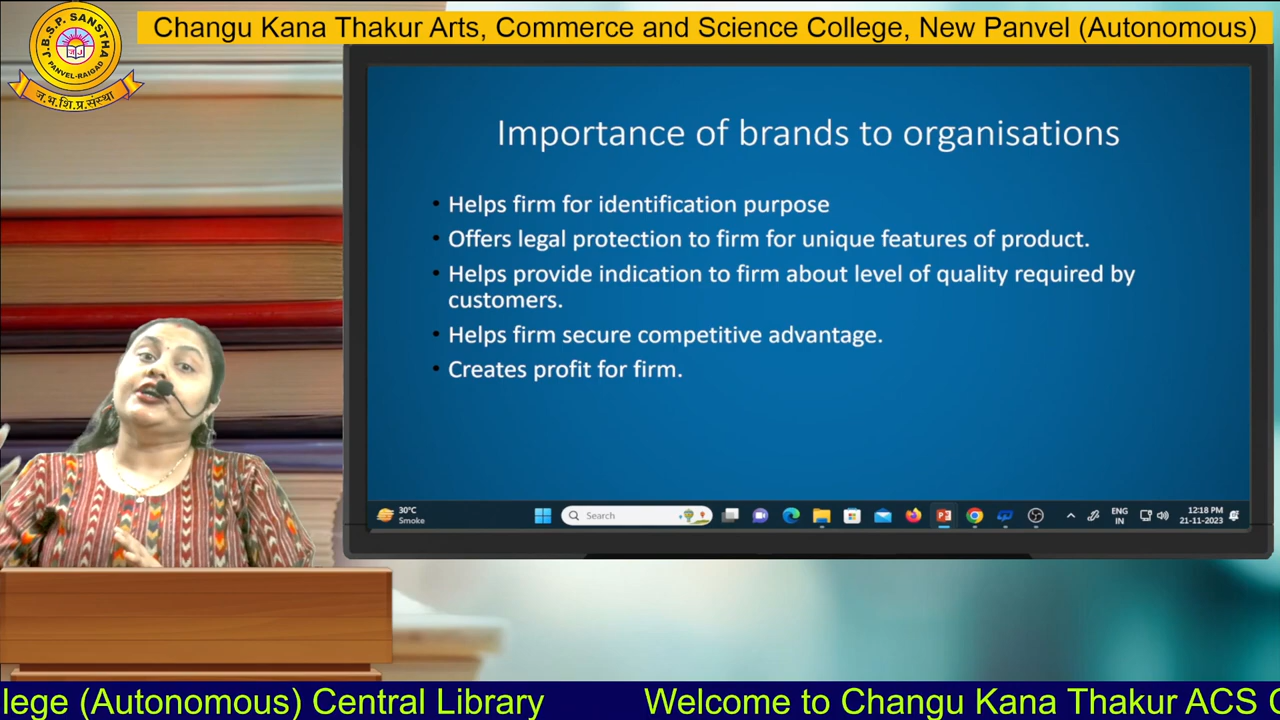 Changu Kana Thakur Arts, Commerce and Science College, New Panvel (Autonomous)
J.B.S.P. SANSTHA
PANVEL-RAIGAD
ज.भ.शि.प्र.संस्था
Importance of brands to organisations
• Helps firm for identification purpose
• Offers legal protection to firm for unique features of product.
• Helps provide indication to firm about level of quality required by
customers.
• Helps firm secure competitive advantage.
• Creates profit for firm.
30°C
Smoke
Search
ENG
IN
12:18 PM
21-11-2023
lege (Autonomous) Central Library Welcome to Changu Kana Thakur ACS C